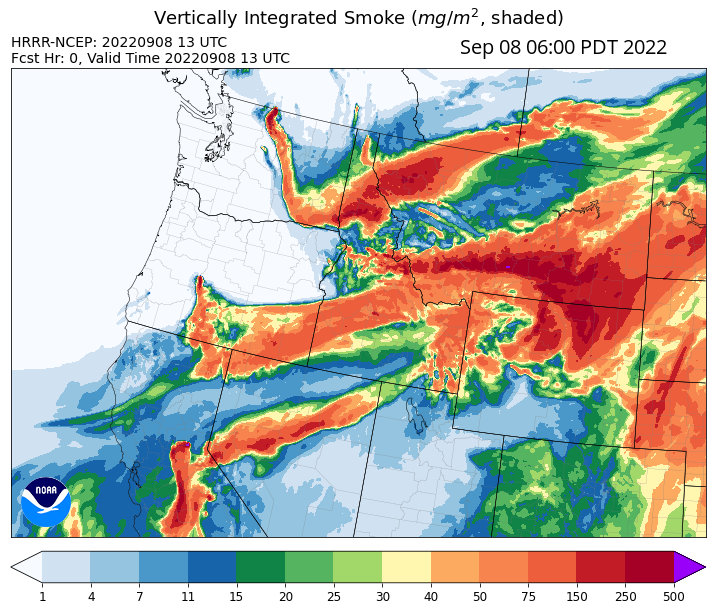 Vertically Integrated Smoke (mg/m², shaded)
HRRR-NCEP: 20220908 13 UTC
Fcst Hr: 0, Valid Time 20220908 13 UTC
Sep 08 06:00 PDT 2022
NOAA
1 4 7 11 15 20 25 30 40 50 75 150 250 500